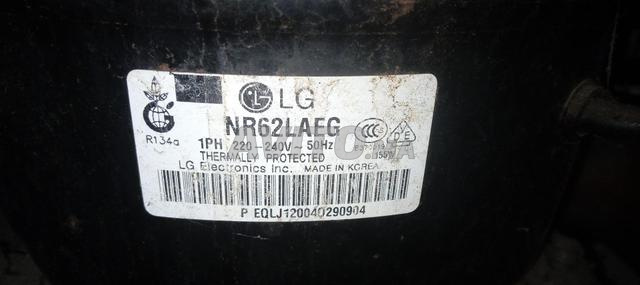 LG
NR62LAEG
R134a
1PH 220 - 240V~50Hz
THERMALLY PROTECTED
LG Electronics Inc. MADE IN KOREA
P EQLJ120040290904